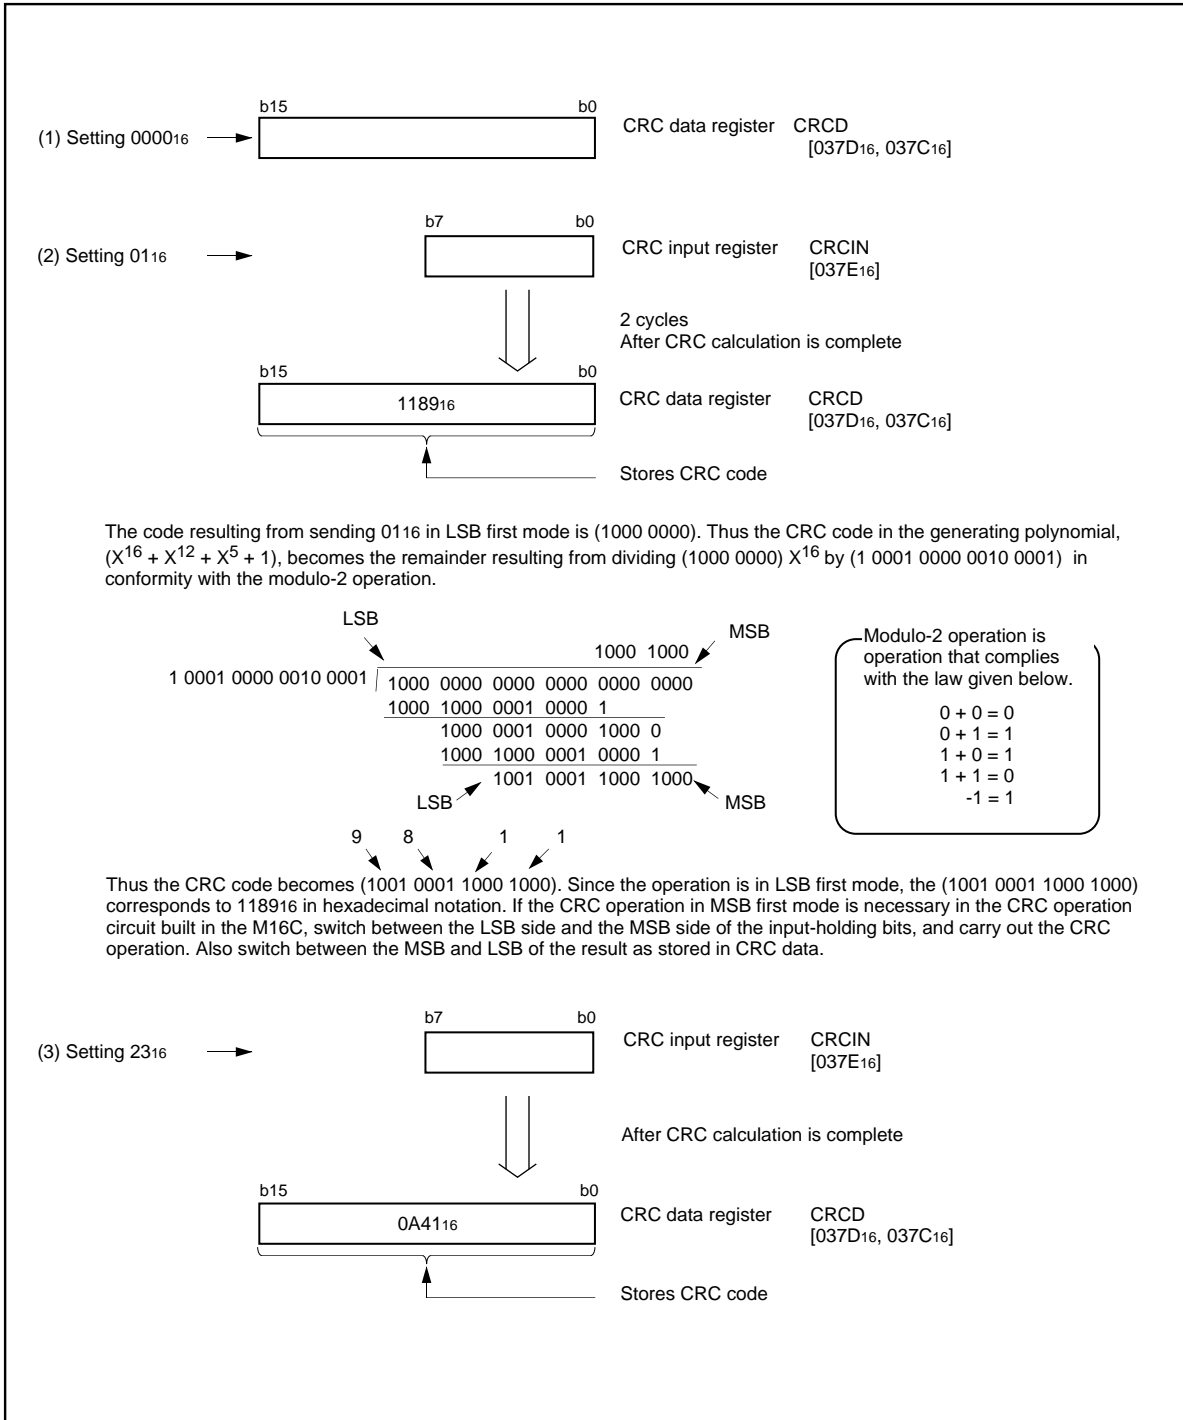 b15 b0
(1) Setting 0000₁₆ CRC data register CRCD
[037D₁₆, 037C₁₆]
b7 b0
(2) Setting 01₁₆ CRC input register CRCIN
[037E₁₆]
2 cycles
After CRC calculation is complete
b15 b0
1189₁₆ CRC data register CRCD
[037D₁₆, 037C₁₆]
Stores CRC code
The code resulting from sending 01₁₆ in LSB first mode is (1000 0000). Thus the CRC code in the generating polynomial,
(X¹⁶ + X¹² + X⁵ + 1), becomes the remainder resulting from dividing (1000 0000) X¹⁶ by (1 0001 0000 0010 0001) in
conformity with the modulo-2 operation.
LSB MSB
1000 1000
1 0001 0000 0010 0001 1000 0000 0000 0000 0000 0000
1000 1000 0001 0000 1
1000 0001 0000 1000 0
1000 1000 0001 0000 1
1001 0001 1000 1000
LSB MSB
Modulo-2 operation is
operation that complies
with the law given below.
0 + 0 = 0
0 + 1 = 1
1 + 0 = 1
1 + 1 = 0
-1 = 1
9 8 1 1
Thus the CRC code becomes (1001 0001 1000 1000). Since the operation is in LSB first mode, the (1001 0001 1000 1000)
corresponds to 1189₁₆ in hexadecimal notation. If the CRC operation in MSB first mode is necessary in the CRC operation
circuit built in the M16C, switch between the LSB side and the MSB side of the input-holding bits, and carry out the CRC
operation. Also switch between the MSB and LSB of the result as stored in CRC data.
b7 b0
(3) Setting 23₁₆ CRC input register CRCIN
[037E₁₆]
After CRC calculation is complete
b15 b0
0A41₁₆ CRC data register CRCD
[037D₁₆, 037C₁₆]
Stores CRC code